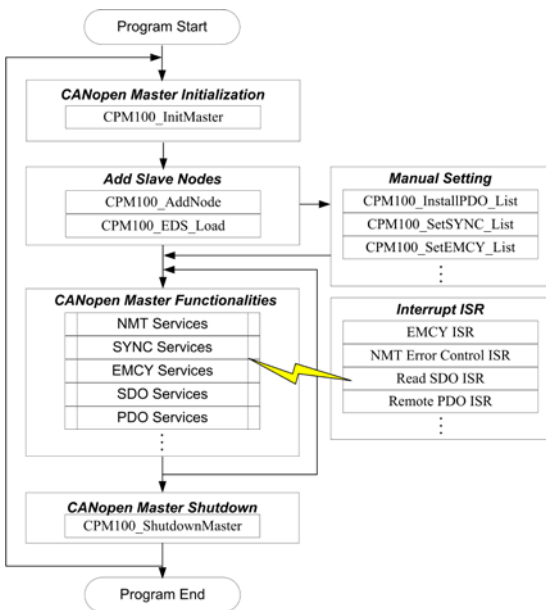 Program Start
CANopen Master Initialization
CPM100_InitMaster
Add Slave Nodes
CPM100_AddNode
CPM100_EDS_Load
Manual Setting
CPM100_InstallPDO_List
CPM100_SetSYNC_List
CPM100_SetEMCY_List
CANopen Master Functionalities
NMT Services
SYNC Services
EMCY Services
SDO Services
PDO Services
Interrupt ISR
EMCY ISR
NMT Error Control ISR
Read SDO ISR
Remote PDO ISR
CANopen Master Shutdown
CPM100_ShutdownMaster
Program End